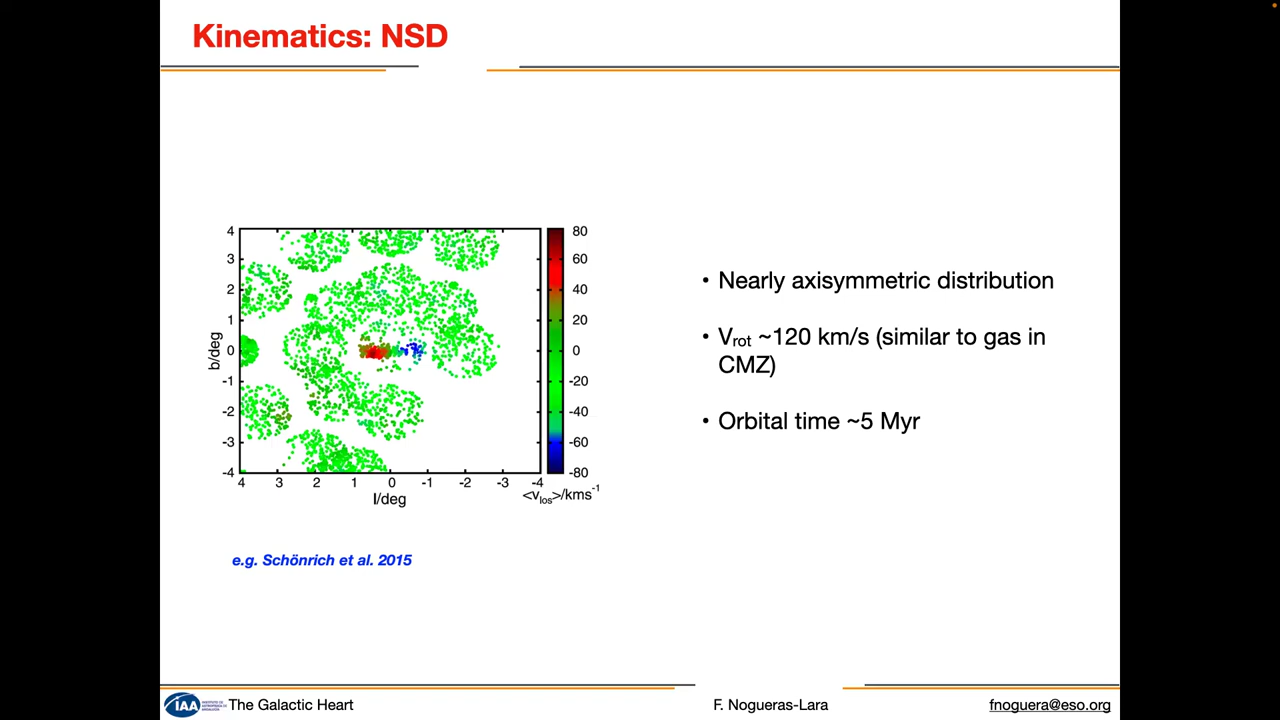 Kinematics: NSD
4
3
2
1
0
-1
-2
-3
-4
b/deg
4 3 2 1 0 -1 -2 -3 -4
l/deg
80
60
40
20
0
-20
-40
-60
-80
<v_los>/kms^-1
e.g. Schönrich et al. 2015
• Nearly axisymmetric distribution
• V_rot ~120 km/s (similar to gas in
CMZ)
• Orbital time ~5 Myr
IAA
The Galactic Heart
F. Nogueras-Lara
fnoguera@eso.org